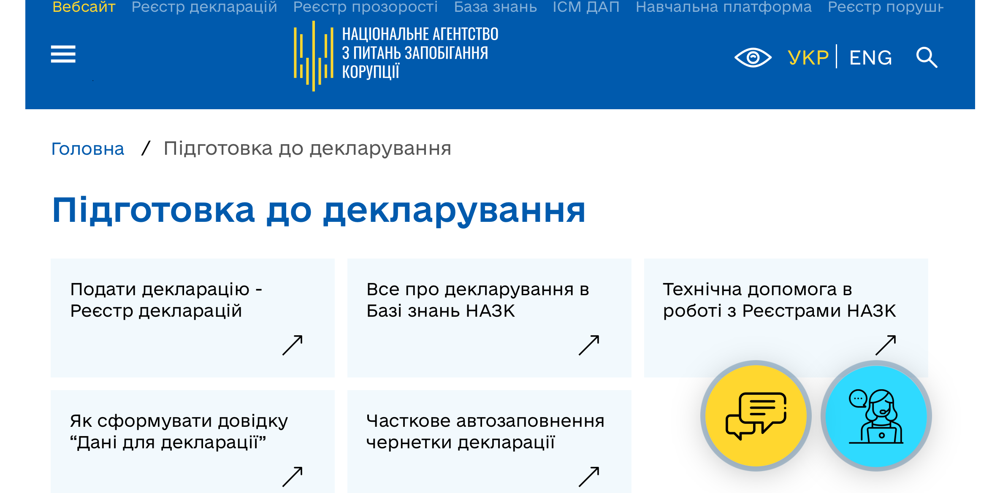 Вебсайт Реєстр декларацій Реєстр прозорості База знань ІСМ ДАП Навчальна платформа Реєстр
НАЦІОНАЛЬНЕ АГЕНТСТВО
З ПИТАНЬ ЗАПОБІГАННЯ
КОРУПЦІЇ
УКР ENG
Головна / Підготовка до декларування
Підготовка до декларування
Подати декларацію -
Реєстр декларацій
Все про декларування в
Базі знань НАЗК
Технічна допомога в
роботі з Реєстрами НАЗК
Як сформувати довідку
“Дані для декларації”
Часткове автозаповнення
чернетки декларації